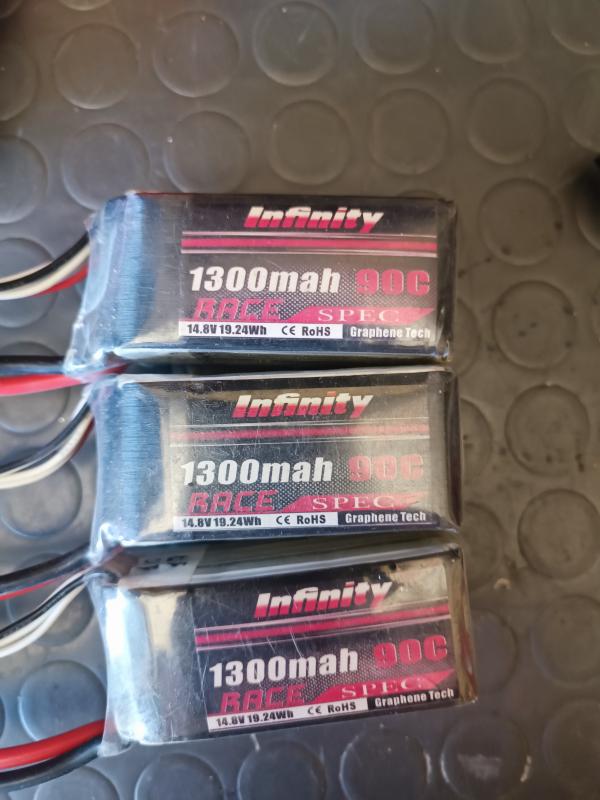 Infinity
1300mah 90C
RACE SPEC
14.8V 19.24Wh CE RoHS Graphene Tech
Infinity
1300mah 90C
RACE SPEC
14.8V 19.24Wh CE RoHS Graphene Tech
Infinity
1300mah 90C
RACE SPEC
14.8V 19.24Wh CE RoHS Graphene Tech